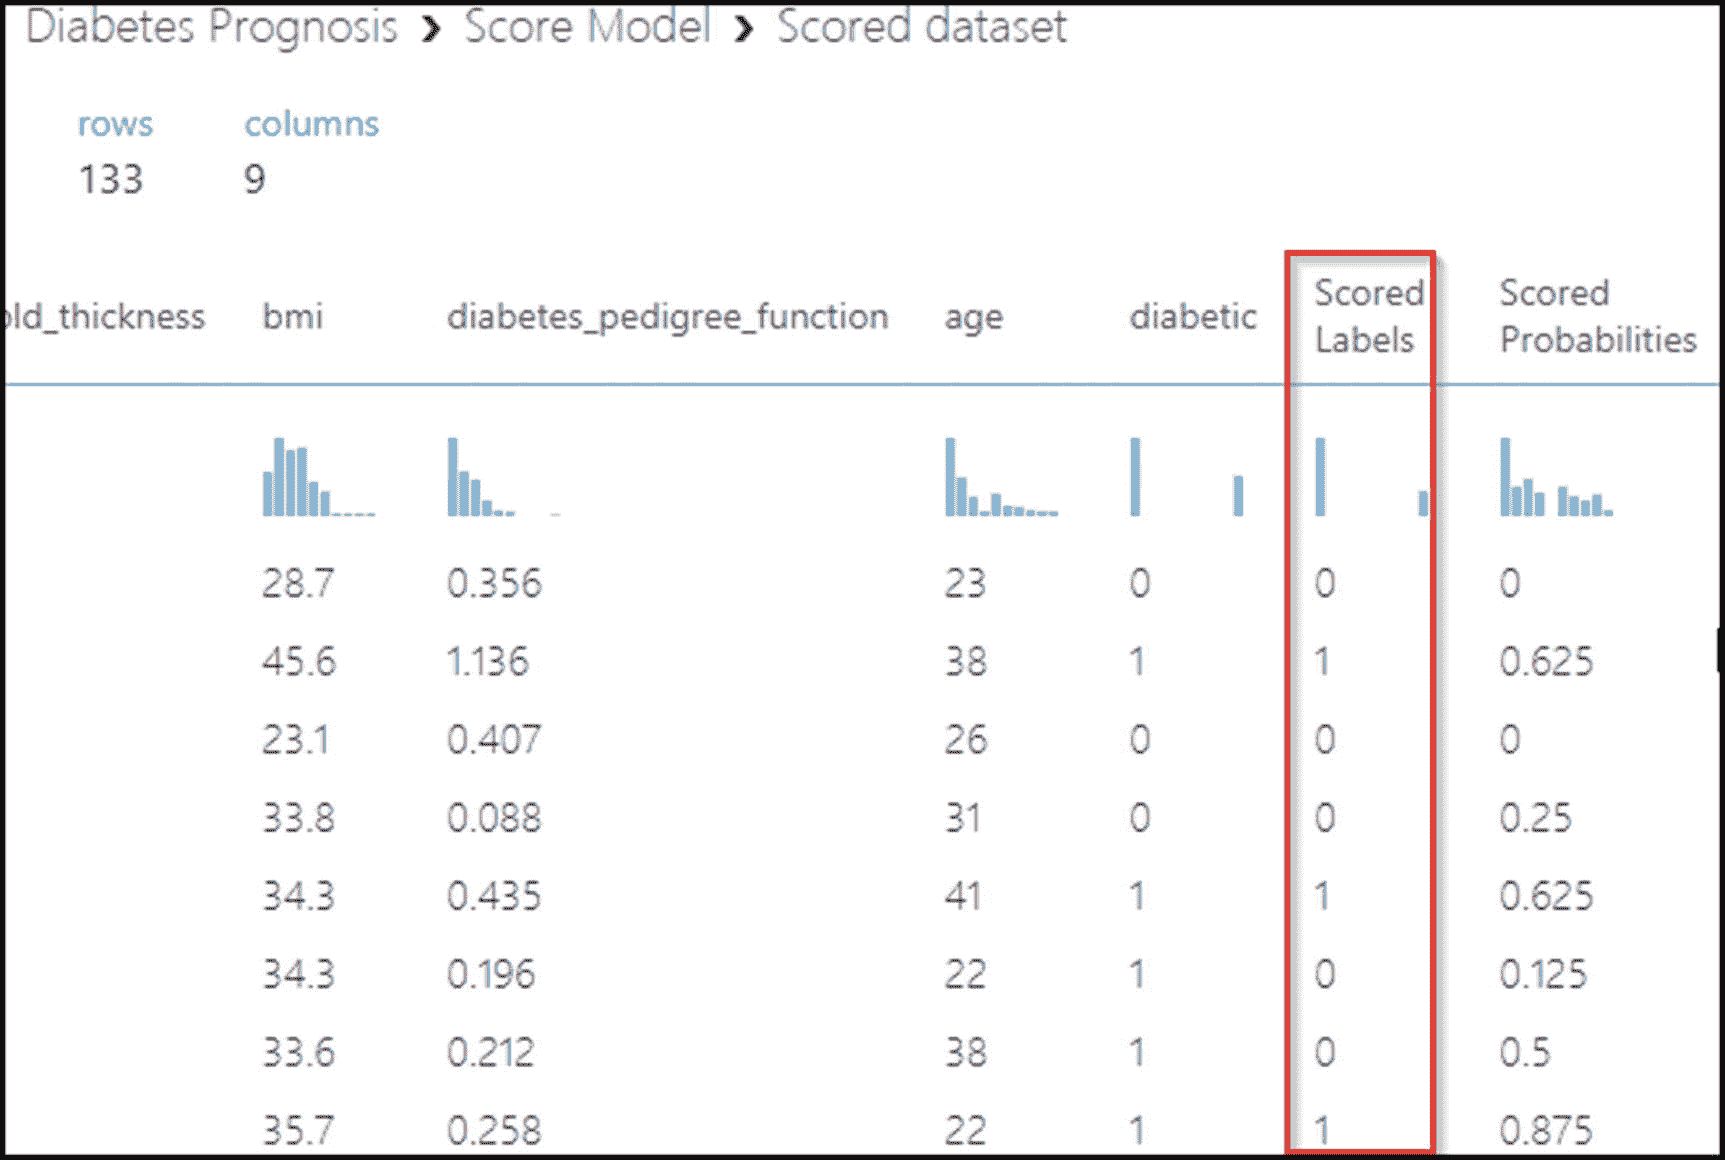 Diabetes Prognosis › Score Model › Scored dataset
rows columns
133 9
old_thickness bmi diabetes_pedigree_function age diabetic Scored Labels Scored Probabilities
28.7 0.356 23 0 0 0
45.6 1.136 38 1 1 0.625
23.1 0.407 26 0 0 0
33.8 0.088 31 0 0 0.25
34.3 0.435 41 1 1 0.625
34.3 0.196 22 1 0 0.125
33.6 0.212 38 1 0 0.5
35.7 0.258 22 1 1 0.875